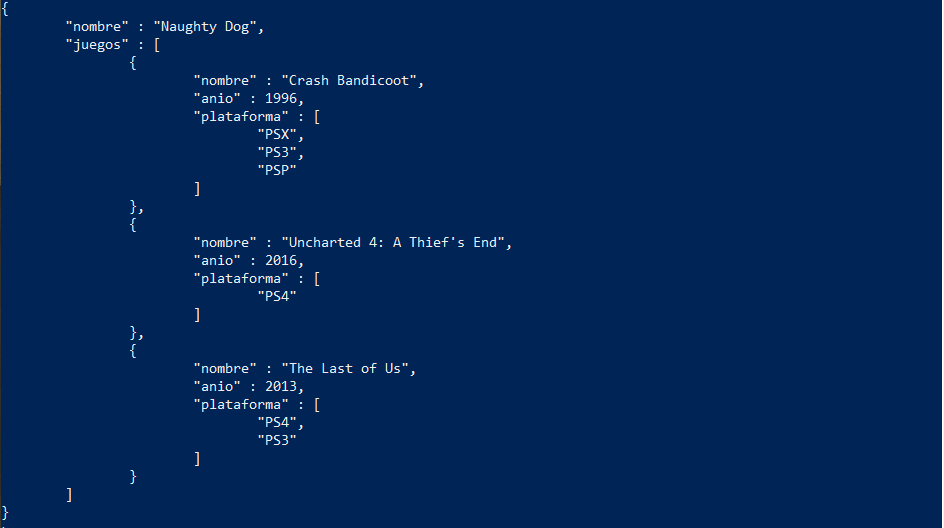 {
"nombre" : "Naughty Dog",
"juegos" : [
{
"nombre" : "Crash Bandicoot",
"anio" : 1996,
"plataforma" : [
"PSX",
"PS3",
"PSP"
]
},
{
"nombre" : "Uncharted 4: A Thief's End",
"anio" : 2016,
"plataforma" : [
"PS4"
]
},
{
"nombre" : "The Last of Us",
"anio" : 2013,
"plataforma" : [
"PS4",
"PS3"
]
}
]
}